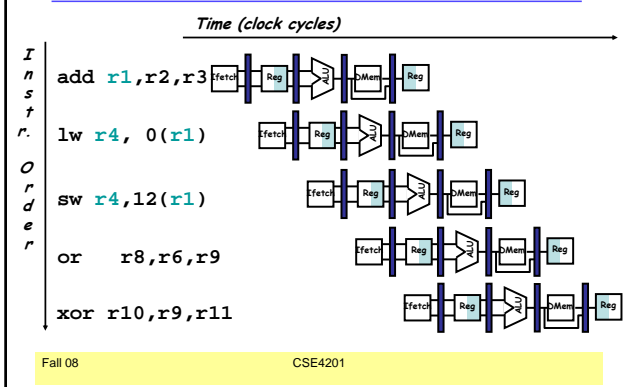 Time (clock cycles)
Instr. Order
add r1,r2,r3 Ifetch Reg ALU DMem Reg
lw r4, 0(r1) Ifetch Reg ALU DMem Reg
sw r4,12(r1) Ifetch Reg ALU DMem Reg
or r8,r6,r9 Ifetch Reg ALU DMem Reg
xor r10,r9,r11 Ifetch Reg ALU DMem Reg
Fall 08 CSE4201